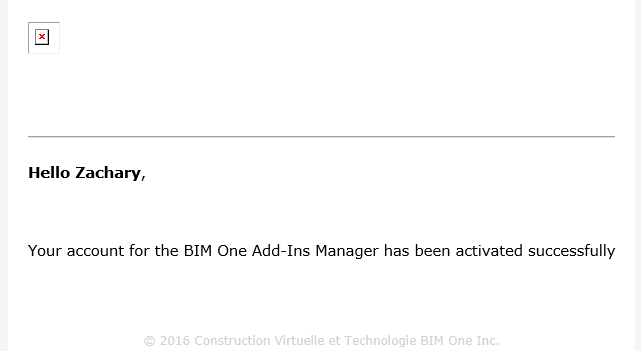 Hello Zachary,
Your account for the BIM One Add-Ins Manager has been activated successfully
© 2016 Construction Virtuelle et Technologie BIM One Inc.